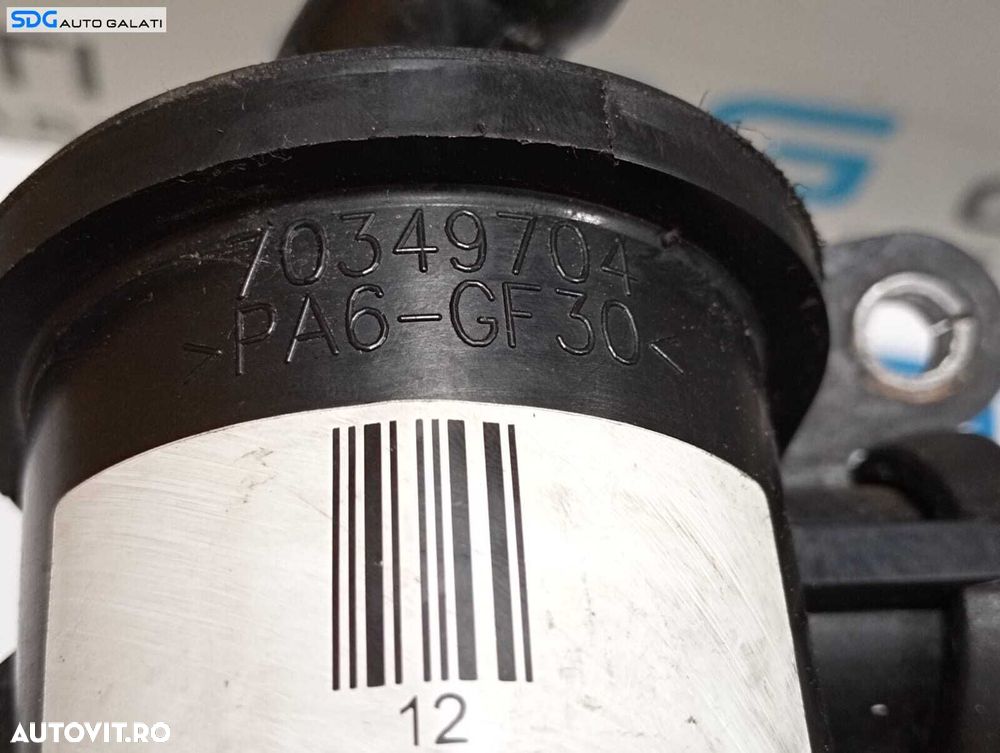 SDG AUTO GALATI
70349704
>PA6-GF30<
12
AUTOVIT.RO